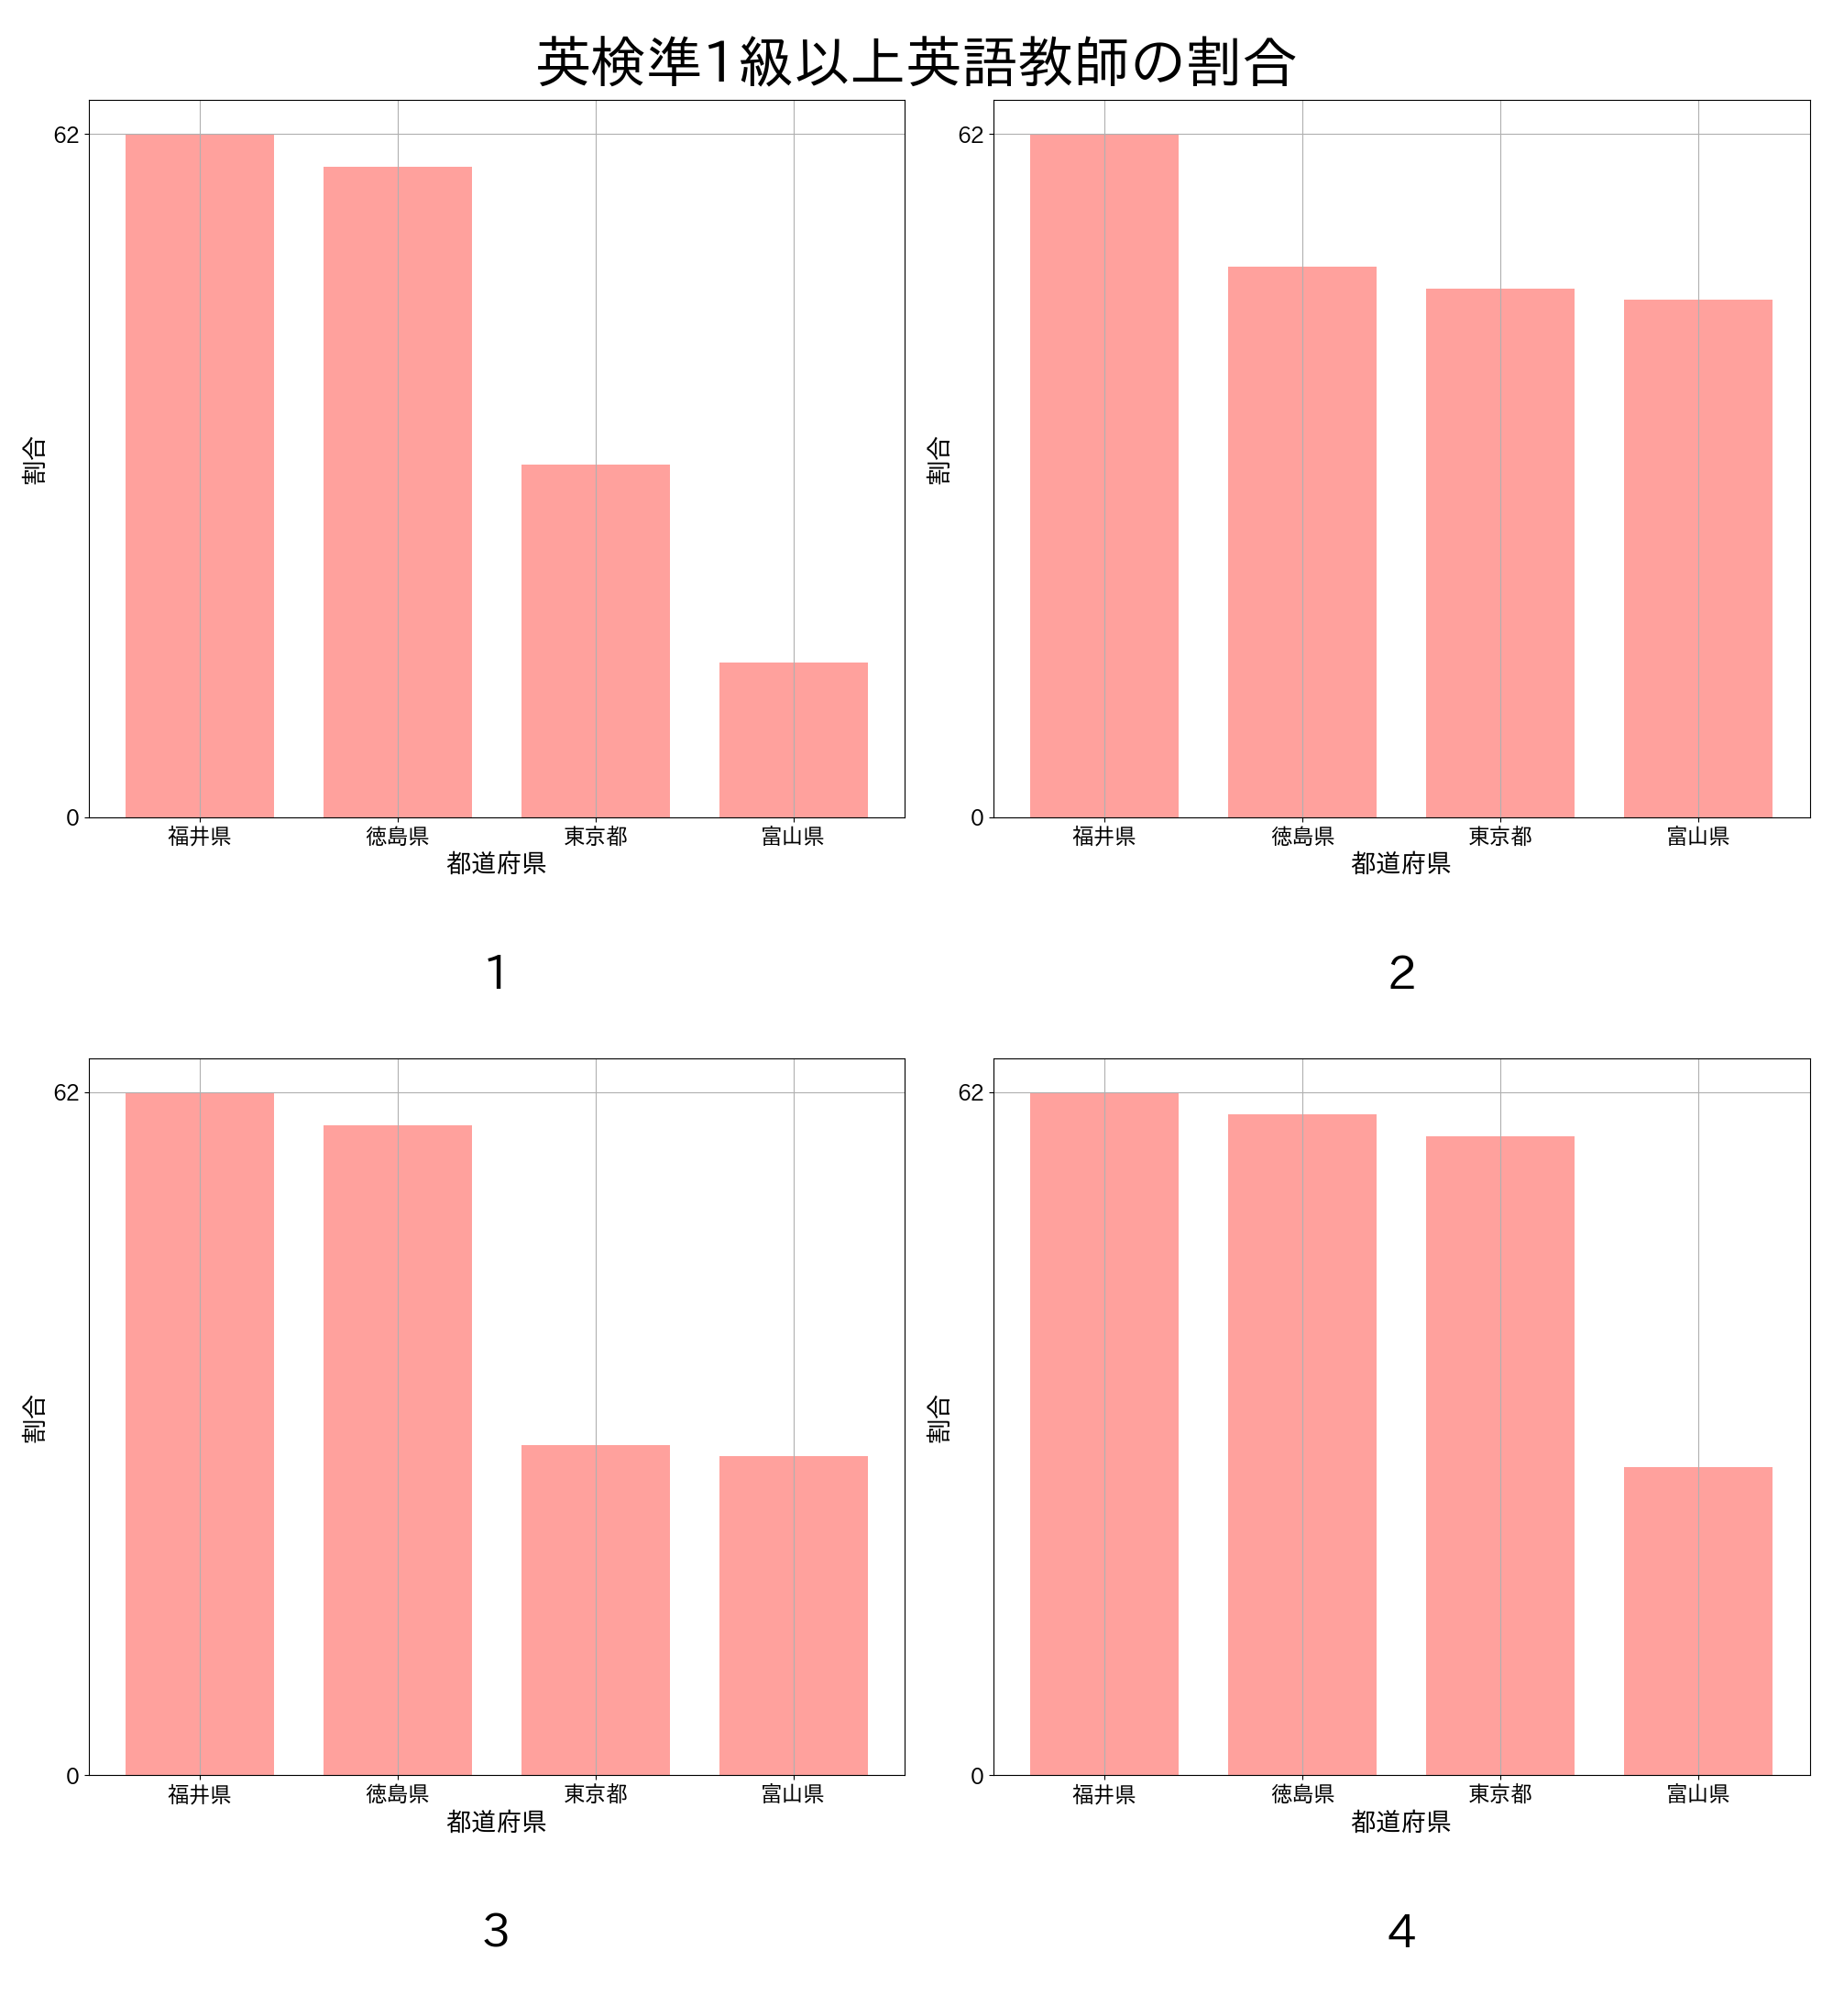 英検準1級以上英語教師の割合
62
0
割合
福井県 徳島県 東京都 富山県
都道府県
1
62
0
割合
福井県 徳島県 東京都 富山県
都道府県
2
62
0
割合
福井県 徳島県 東京都 富山県
都道府県
3
62
0
割合
福井県 徳島県 東京都 富山県
都道府県
4